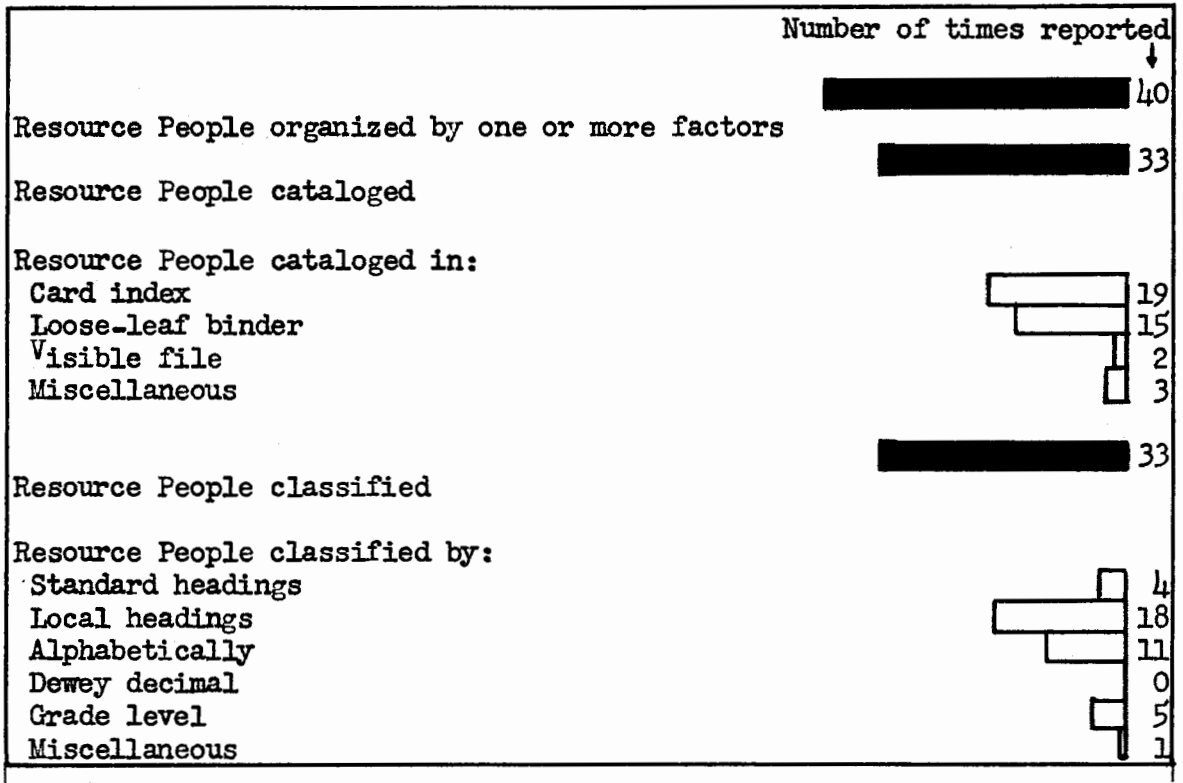 Number of times reported
↓
40
Resource People organized by one or more factors
33
Resource People cataloged
Resource People cataloged in:
Card index 19
Loose-leaf binder 15
Visible file 2
Miscellaneous 3
33
Resource People classified
Resource People classified by:
Standard headings 4
Local headings 18
Alphabetically 11
Dewey decimal 0
Grade level 5
Miscellaneous 1